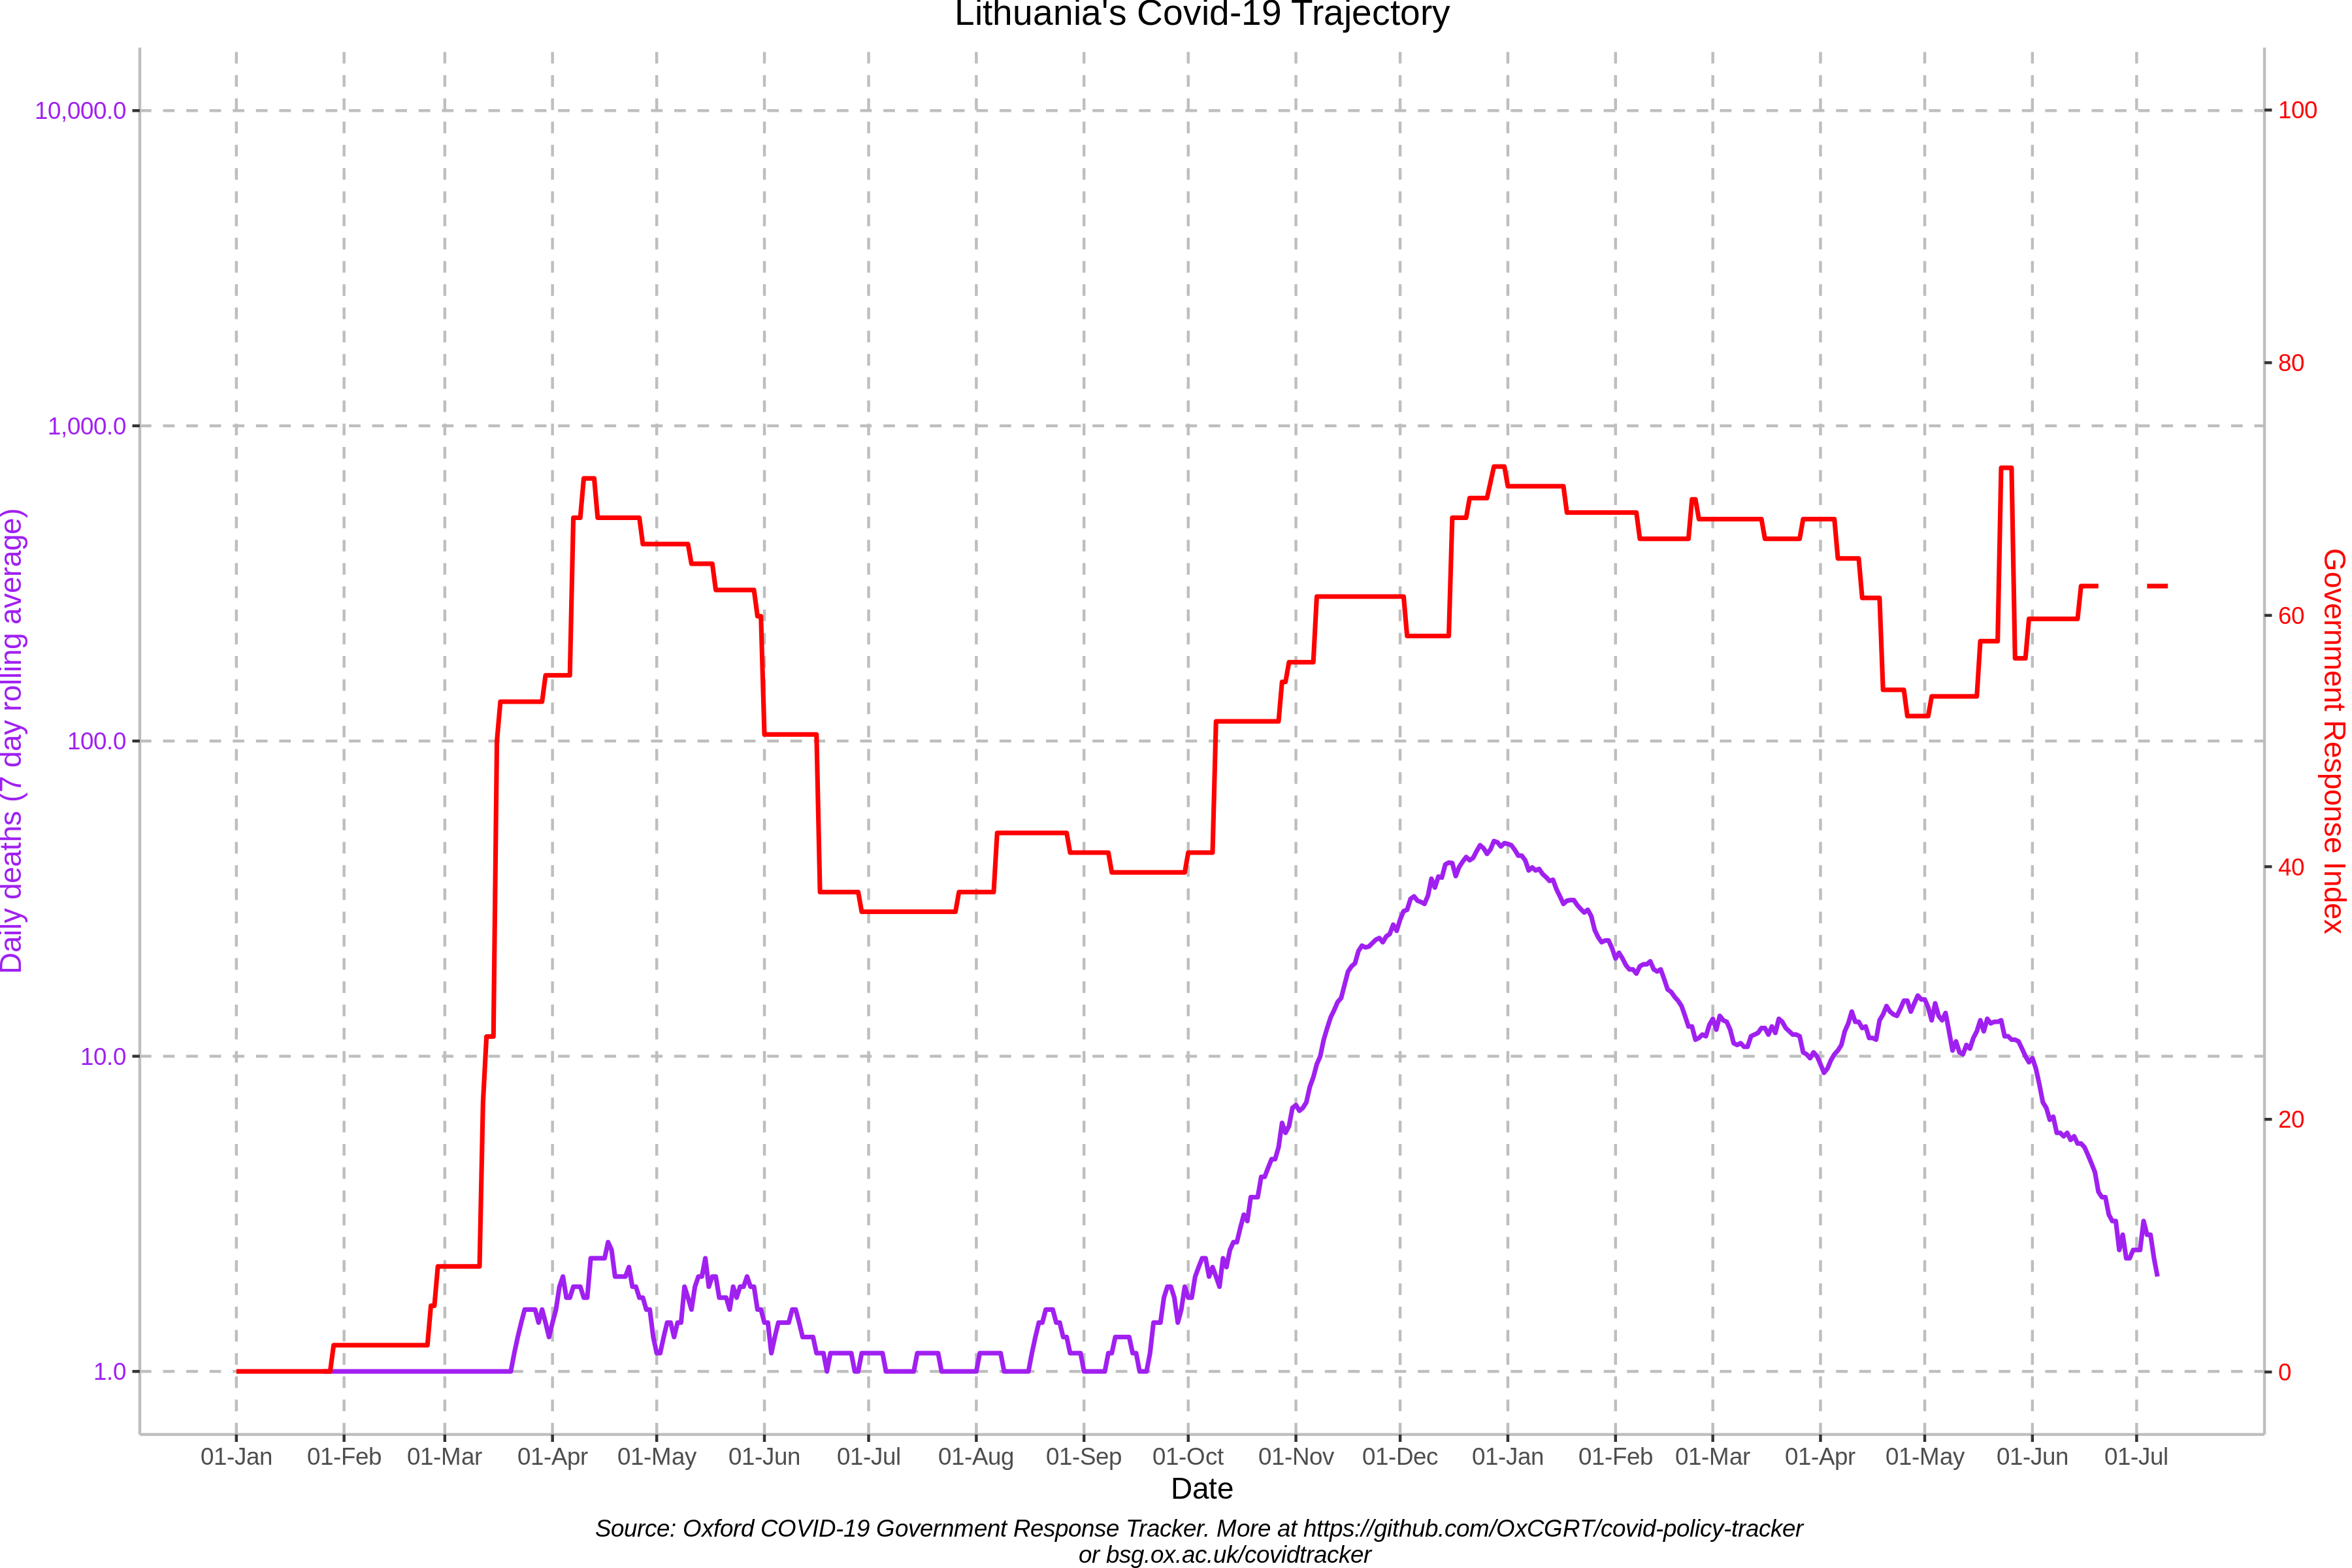 Lithuania's Covid-19 Trajectory
10,000.0
1,000.0
100.0
10.0
1.0
Daily deaths (7 day rolling average)
100
80
60
40
20
0
Government Response Index
01-Jan 01-Feb 01-Mar 01-Apr 01-May 01-Jun 01-Jul 01-Aug 01-Sep 01-Oct 01-Nov 01-Dec 01-Jan 01-Feb 01-Mar 01-Apr 01-May 01-Jun 01-Jul
Date
Source: Oxford COVID-19 Government Response Tracker. More at https://github.com/OxCGRT/covid-policy-tracker
or bsg.ox.ac.uk/covidtracker